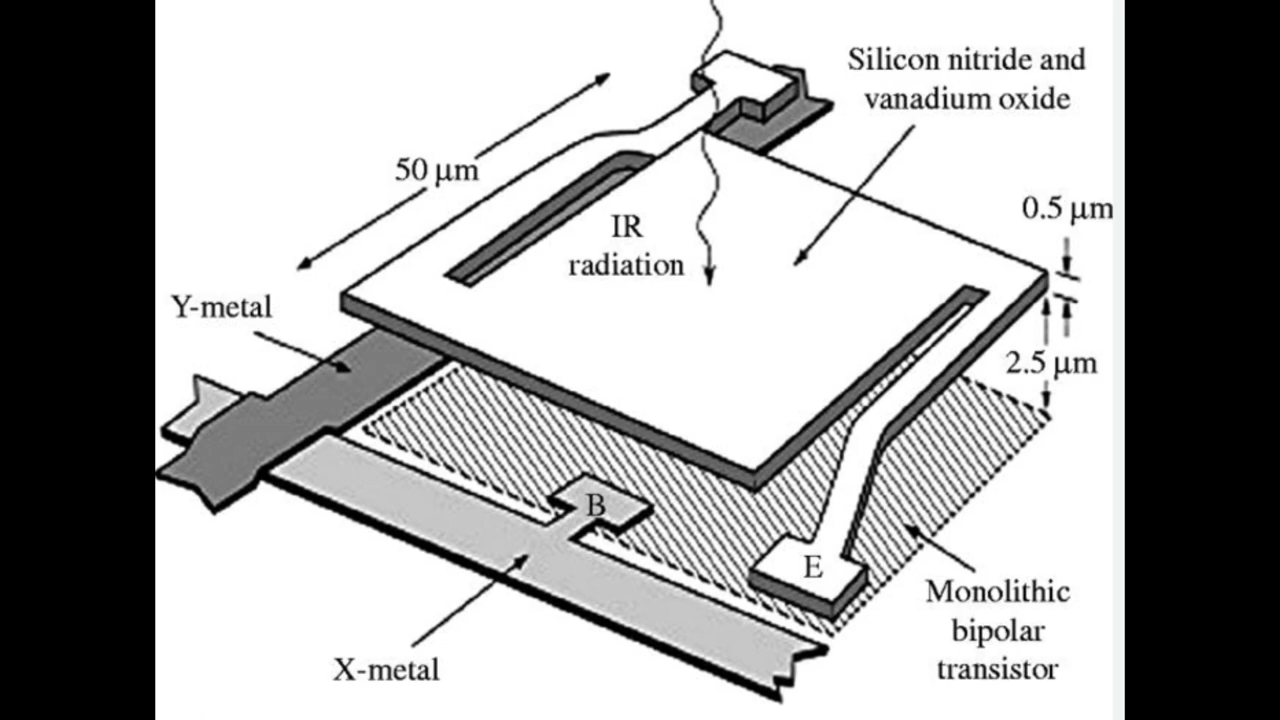 Silicon nitride and
vanadium oxide
50 μm
0.5 μm
IR
radiation
Y-metal
2.5 μm
B
E
Monolithic
bipolar
transistor
X-metal